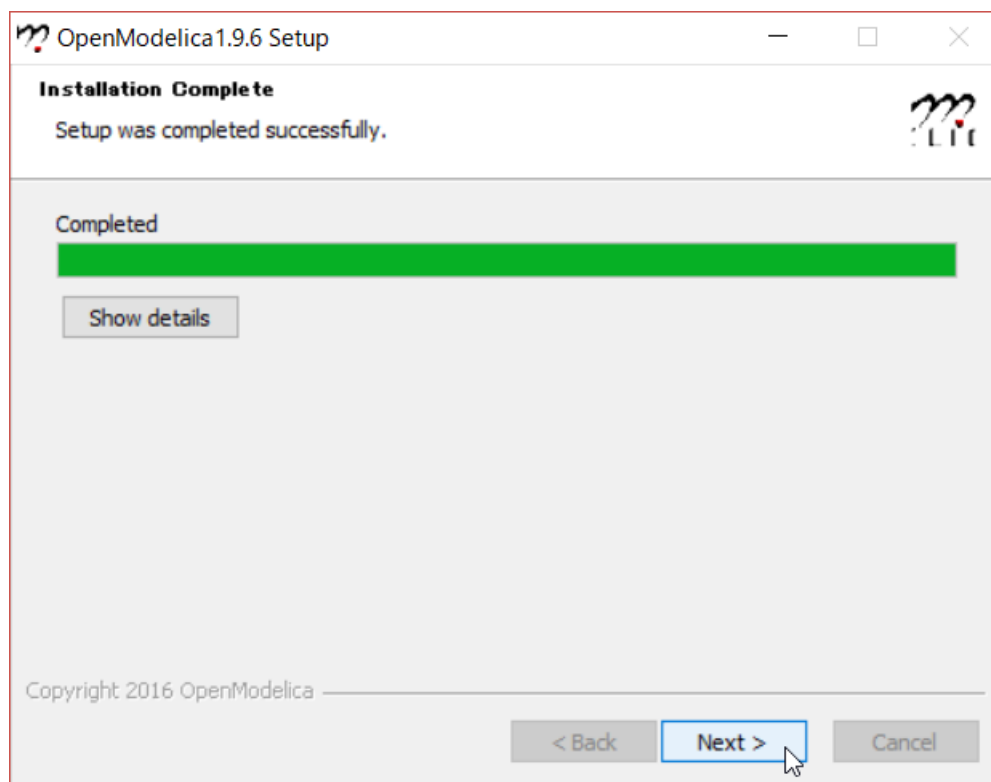 OpenModelica1.9.6 Setup
Installation Complete
Setup was completed successfully.
Completed
Show details
Copyright 2016 OpenModelica
< Back
Next >
Cancel